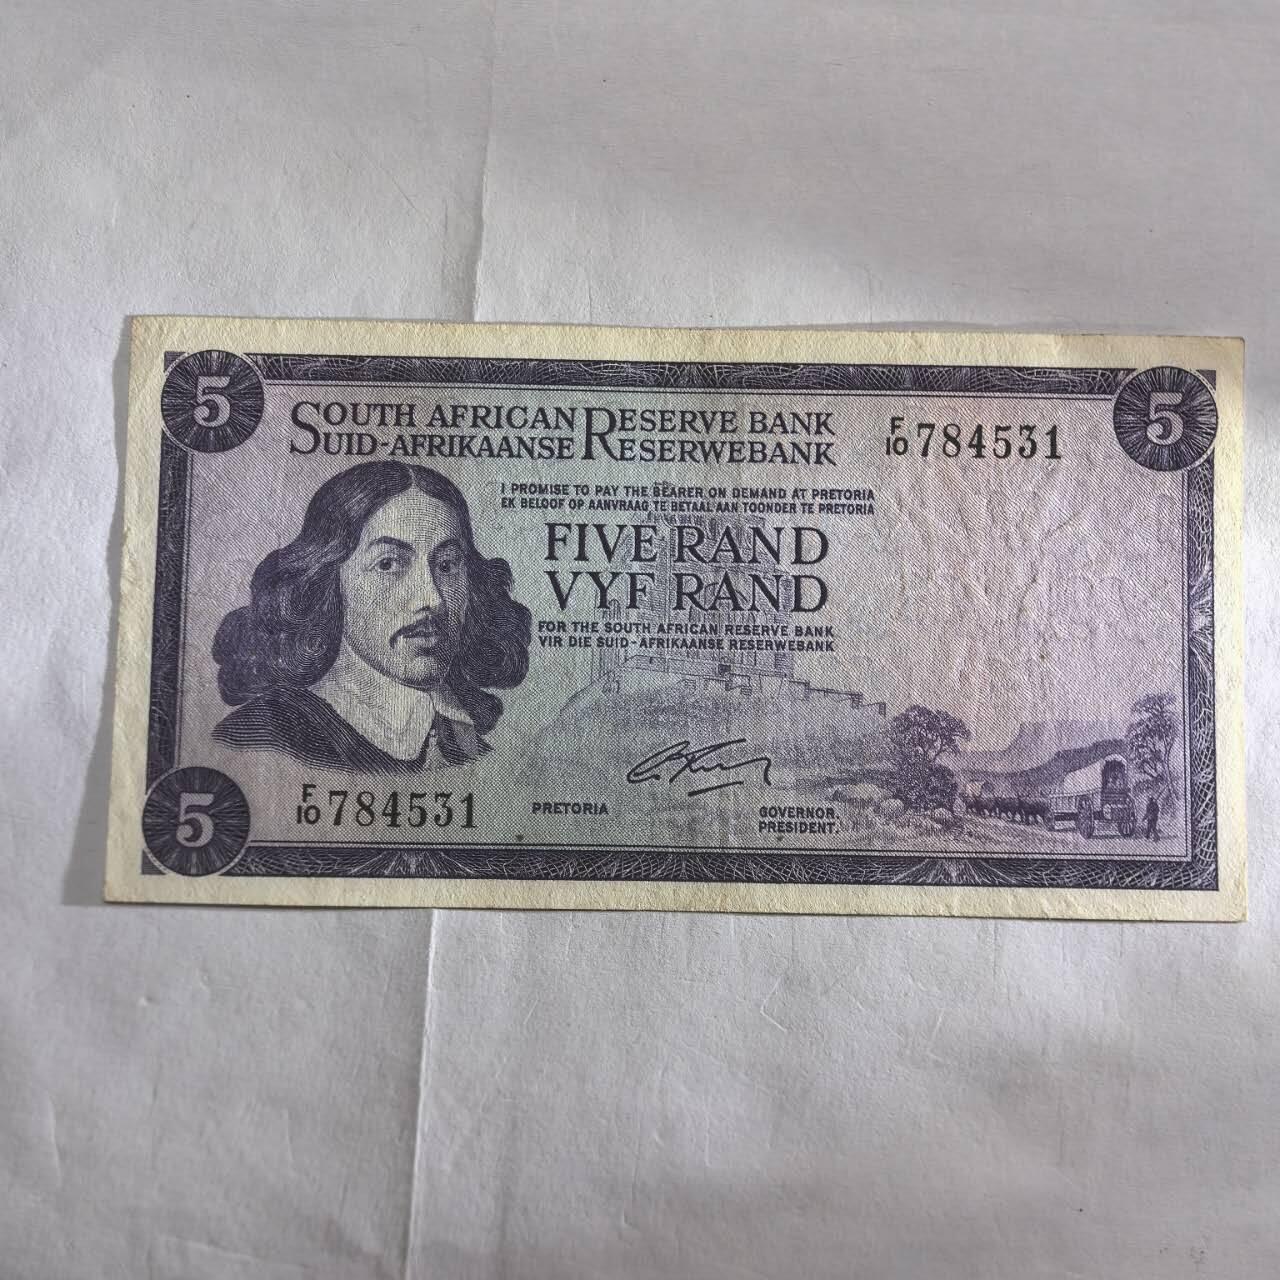 5
5
SOUTH AFRICAN RESERVE BANK
SUID-AFRIKAANSE RESERWEBANK
F/10 784531
I PROMISE TO PAY THE BEARER ON DEMAND AT PRETORIA
EK BELOOF OP AANVRAAG TE BETAAL AAN TOONDER TE PRETORIA
FIVE RAND
VYF RAND
FOR THE SOUTH AFRICAN RESERVE BANK
VIR DIE SUID-AFRIKAANSE RESERWEBANK
5
F/10 784531
PRETORIA
GOVERNOR.
PRESIDENT.